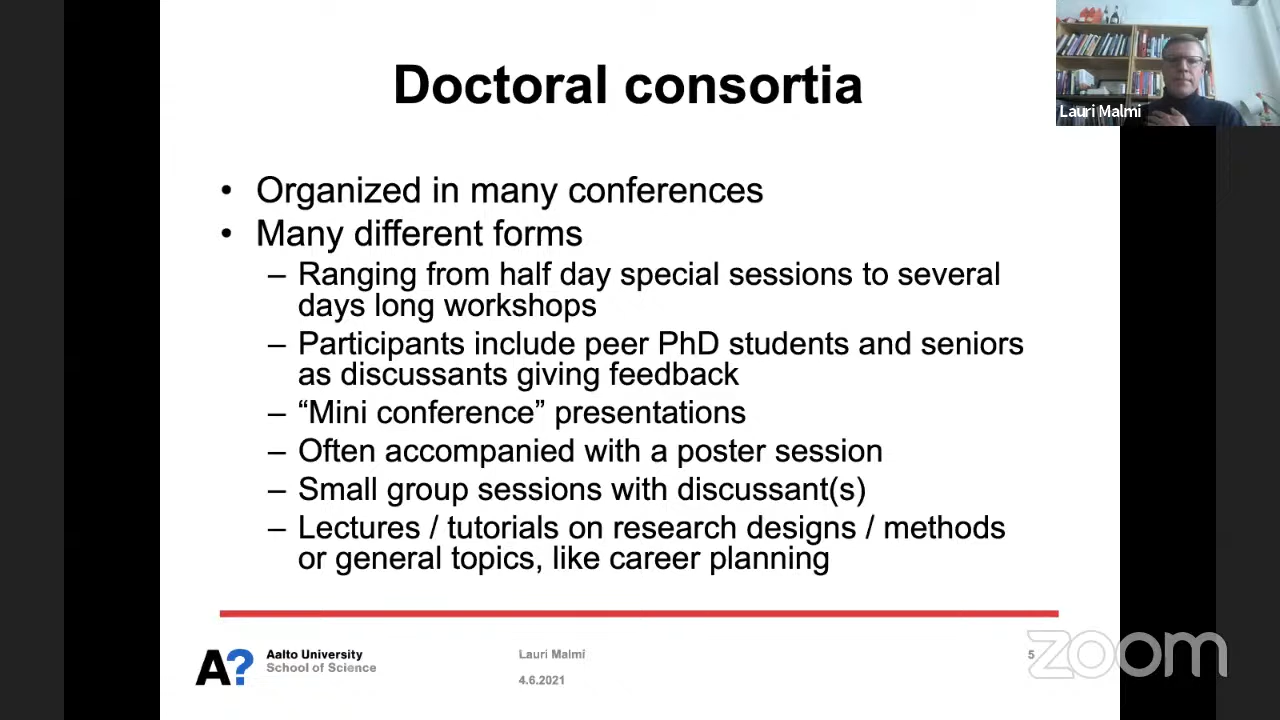 Doctoral consortia
Lauri Malmi
• Organized in many conferences
• Many different forms
– Ranging from half day special sessions to several
days long workshops
– Participants include peer PhD students and seniors
as discussants giving feedback
– “Mini conference” presentations
– Often accompanied with a poster session
– Small group sessions with discussant(s)
– Lectures / tutorials on research designs / methods
or general topics, like career planning
A?
Aalto University
School of Science
Lauri Malmi
4.6.2021
5
zoom